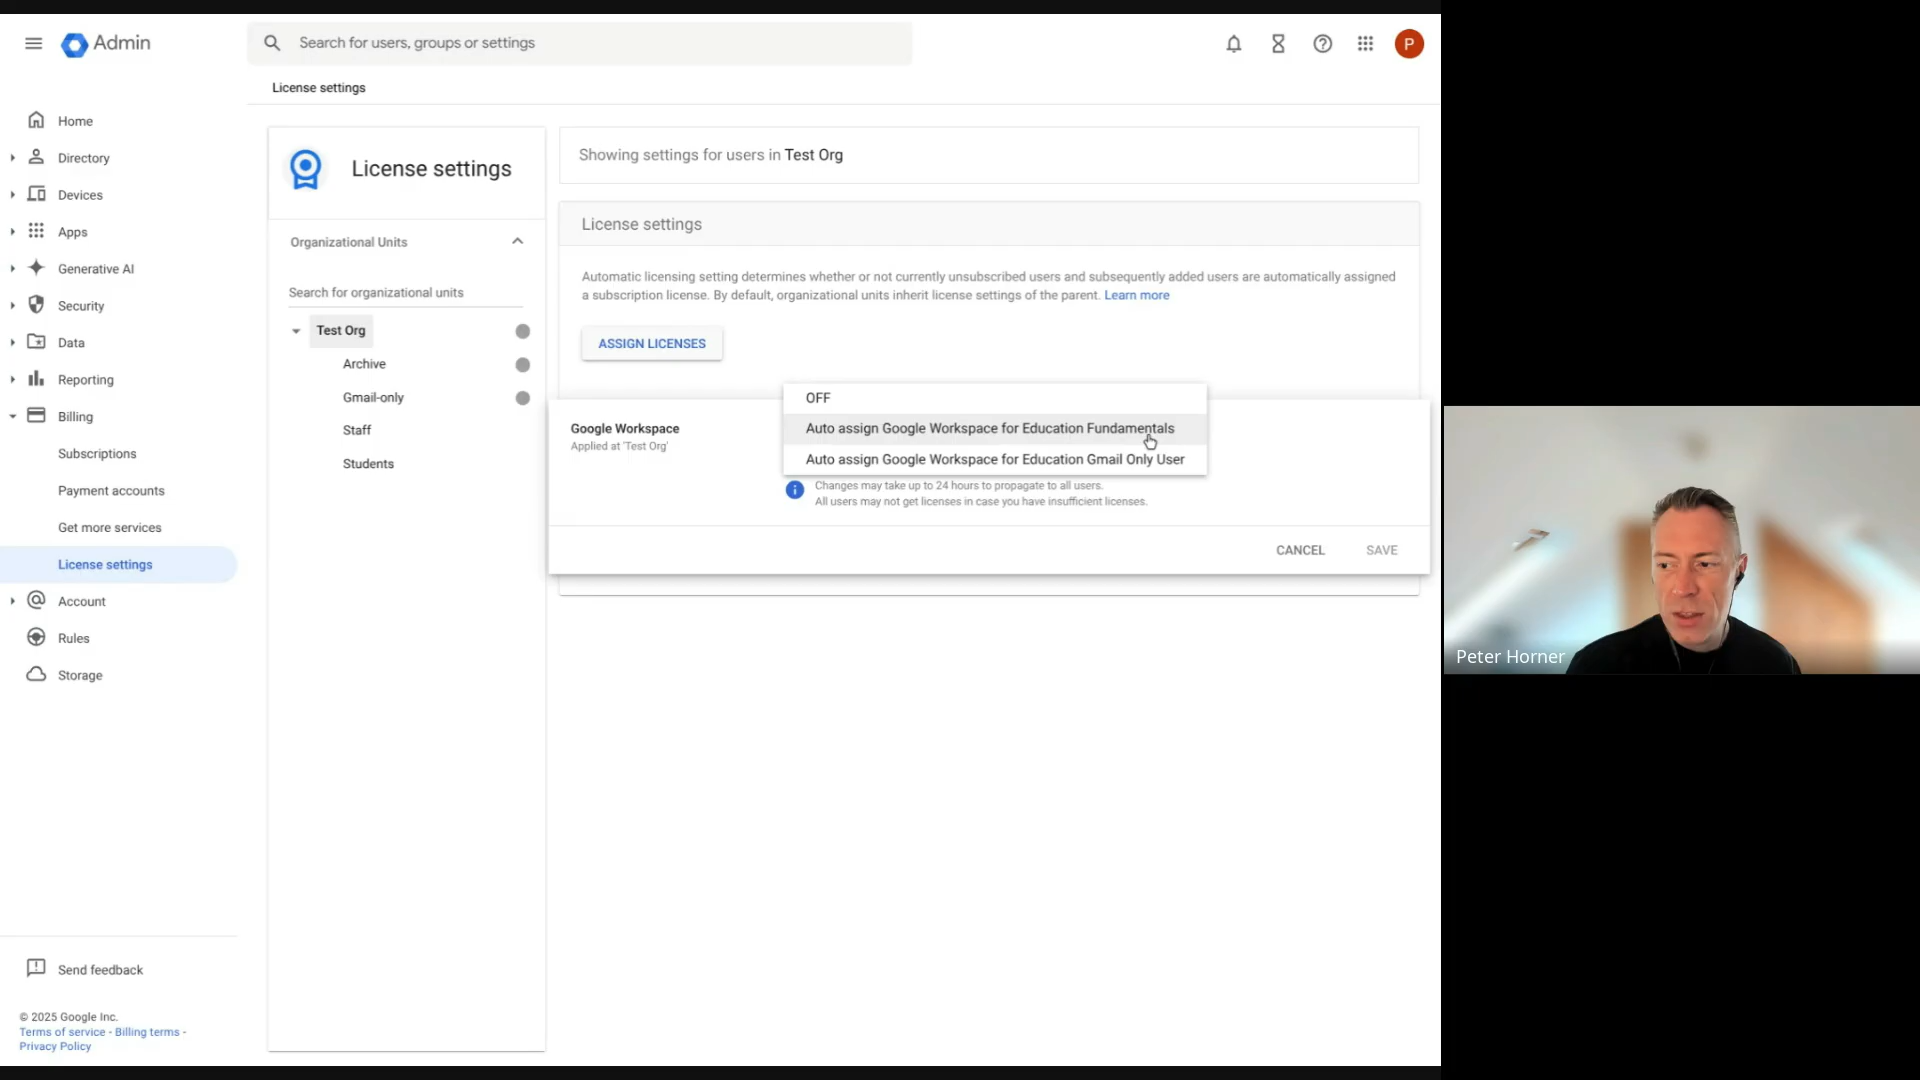 Admin
Search for users, groups or settings
P
License settings
Home
Directory
Devices
Apps
Generative AI
Security
Data
Reporting
Billing
Subscriptions
Payment accounts
Get more services
License settings
Account
Rules
Storage
Send feedback
© 2025 Google Inc.
Terms of service - Billing terms -
Privacy Policy
License settings
Organizational Units
Search for organizational units
Test Org
Archive
Gmail-only
Staff
Students
Showing settings for users in Test Org
License settings
Automatic licensing setting determines whether or not currently unsubscribed users and subsequently added users are automatically assigned
a subscription license. By default, organizational units inherit license settings of the parent. Learn more
ASSIGN LICENSES
Google Workspace
Applied at 'Test Org'
OFF
Auto assign Google Workspace for Education Fundamentals
Auto assign Google Workspace for Education Gmail Only User
Changes may take up to 24 hours to propagate to all users.
All users may not get licenses in case you have insufficient licenses.
CANCEL
SAVE
Peter Horner